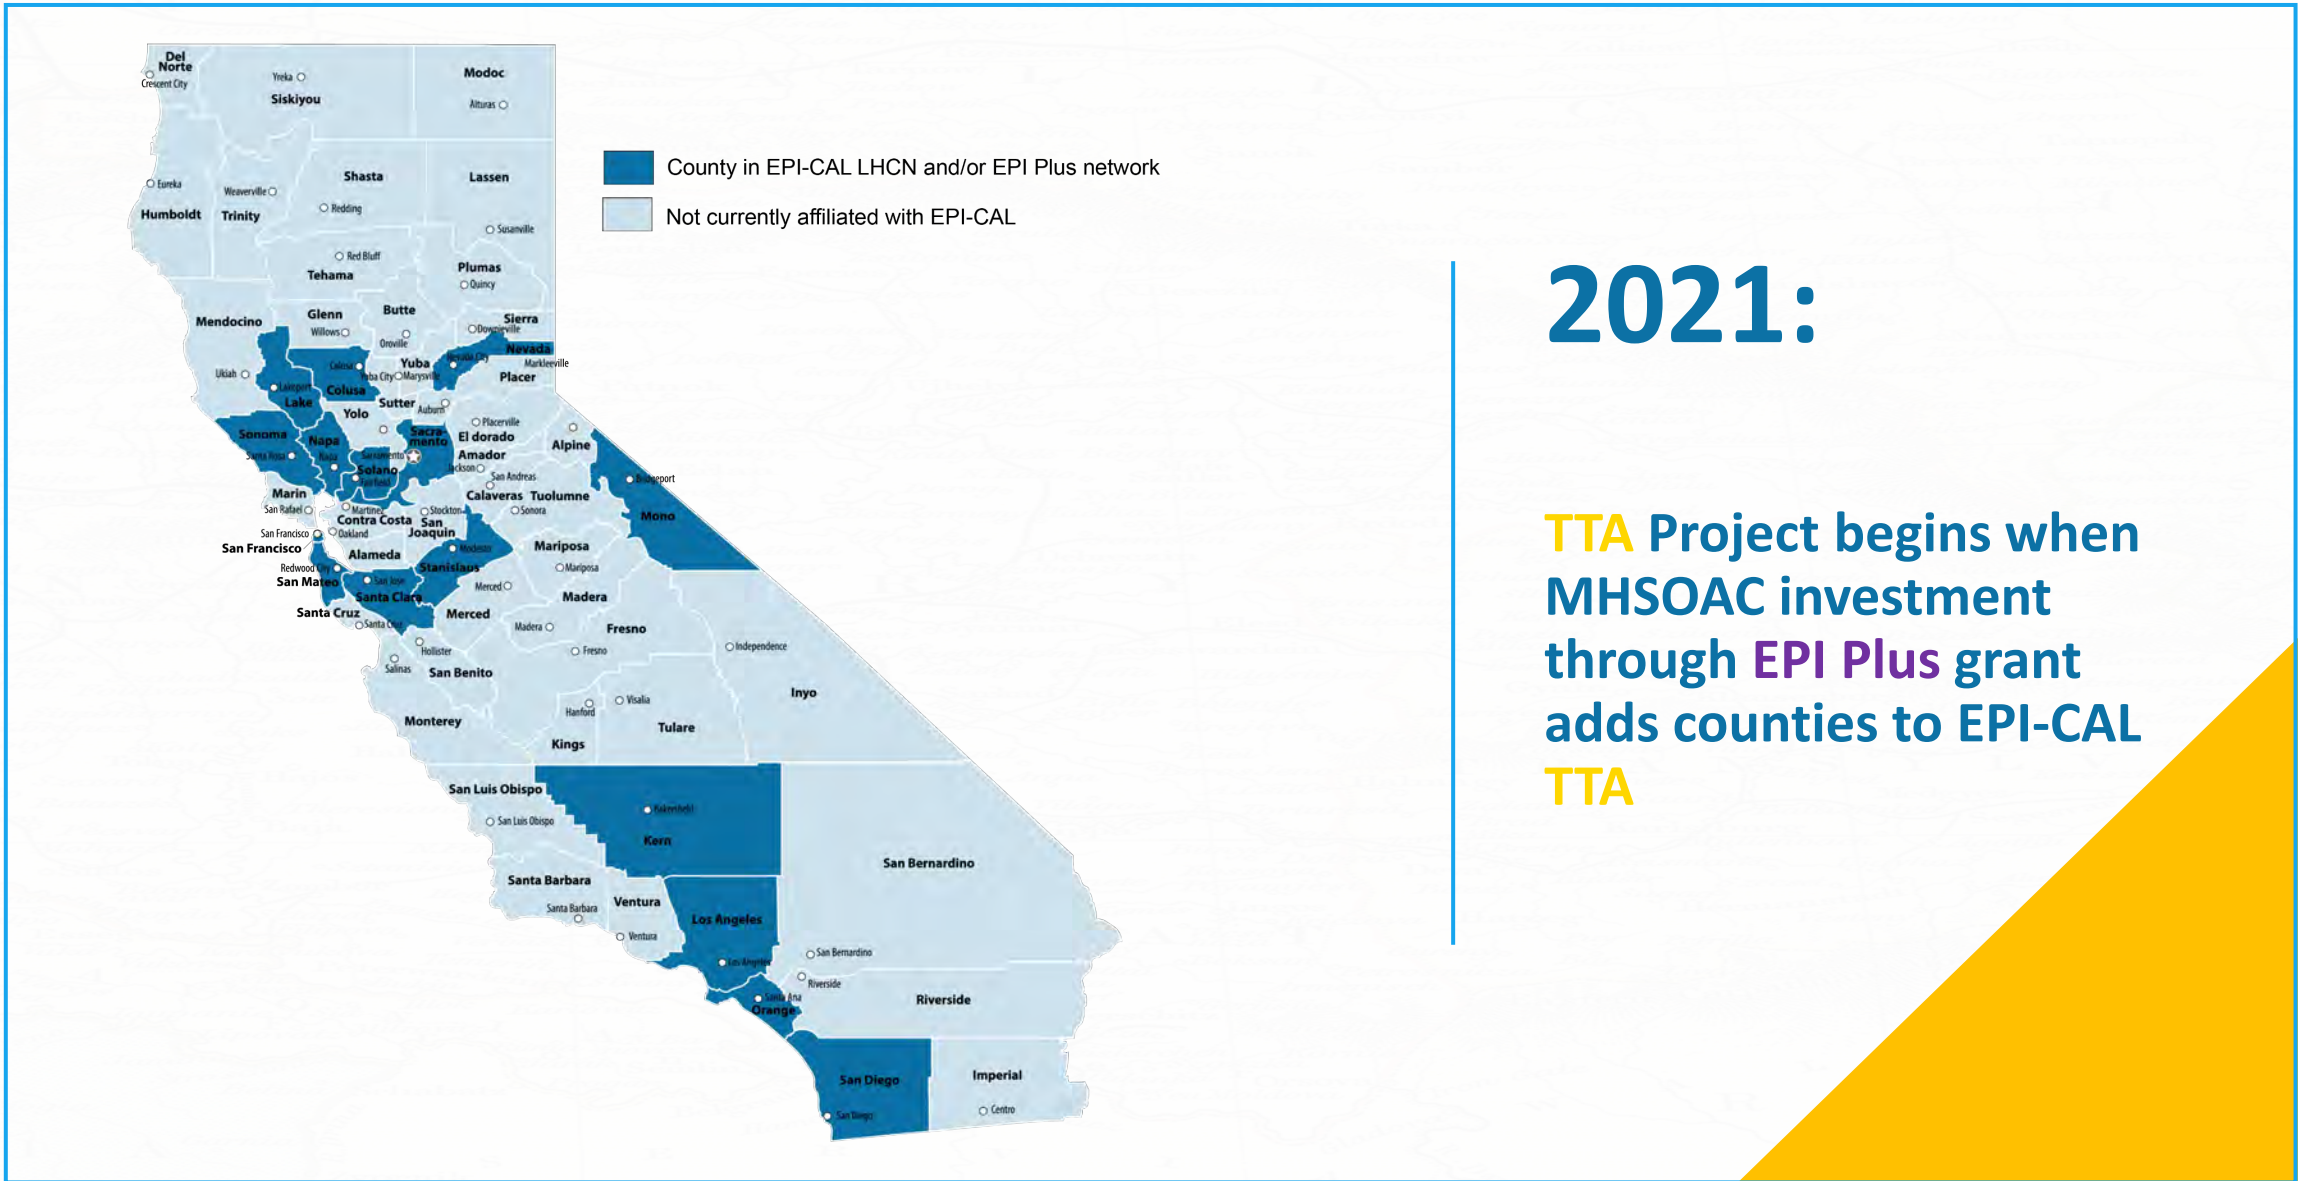 Del
Norte
Crescent City
Yreka
Siskiyou
Modoc
Alturas
County in EPI-CAL LHCN and/or EPI Plus network
Not currently affiliated with EPI-CAL
Eureka
Humboldt
Weaverville
Trinity
Shasta
Redding
Lassen
Susanville
Red Bluff
Tehama
Plumas
Quincy
Mendocino
Ukiah
Glenn
Willows
Butte
Oroville
Sierra
Downieville
Nevada
Nevada City
Markleeville
Placer
Yuba
Yuba City
Marysville
Colusa
Colusa
Lakeport
Lake
Sutter
Auburn
Yolo
Placerville
El dorado
Sonoma
Santa Rosa
Napa
Napa
Sacra-
mento
Sacramento
Solano
Fairfield
Amador
Jackson
Alpine
San Andreas
Calaveras
Tuolumne
Sonora
Bridgeport
Mono
Marin
San Rafael
Martinez
Contra Costa
Stockton
San
Joaquin
San Francisco
San Francisco
Oakland
Alameda
Modesto
Stanislaus
Mariposa
Mariposa
Redwood City
San Mateo
San Jose
Santa Clara
Merced
Merced
Madera
Madera
Santa Cruz
Santa Cruz
Fresno
Fresno
Hollister
Salinas
San Benito
Independence
Inyo
Monterey
Hanford
Kings
Visalia
Tulare
San Luis Obispo
San Luis Obispo
Bakersfield
Kern
San Bernardino
San Bernardino
Santa Barbara
Santa Barbara
Ventura
Ventura
Los Angeles
Los Angeles
Riverside
Riverside
Santa Ana
Orange
San Diego
San Diego
Imperial
Centro
2021:
TTA Project begins when
MHSOAC investment
through EPI Plus grant
adds counties to EPI-CAL
TTA